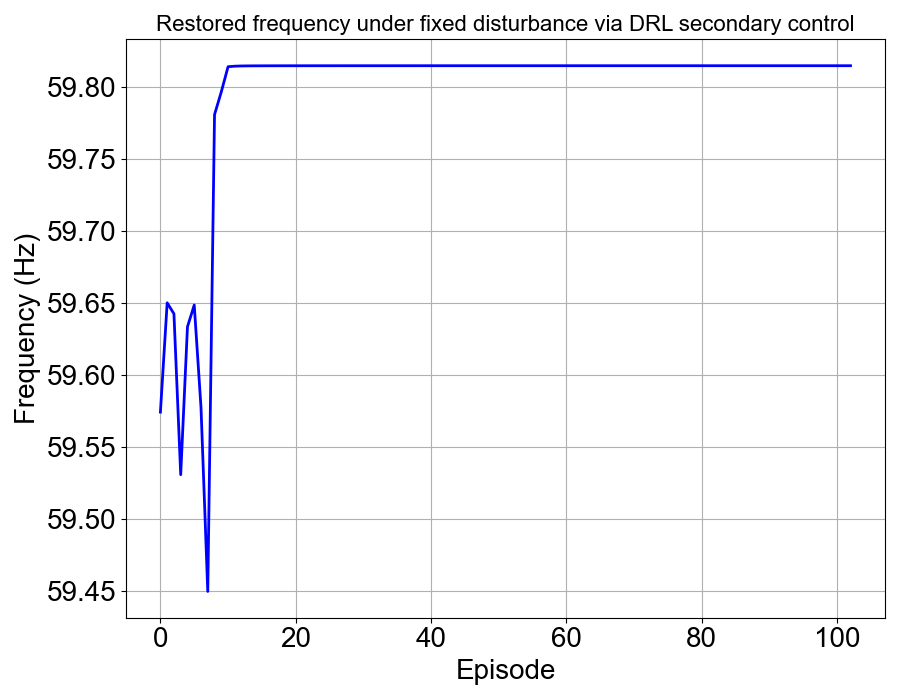 Restored frequency under fixed disturbance via DRL secondary control
Frequency (Hz)
59.80
59.75
59.70
59.65
59.60
59.55
59.50
59.45
0 20 40 60 80 100
Episode